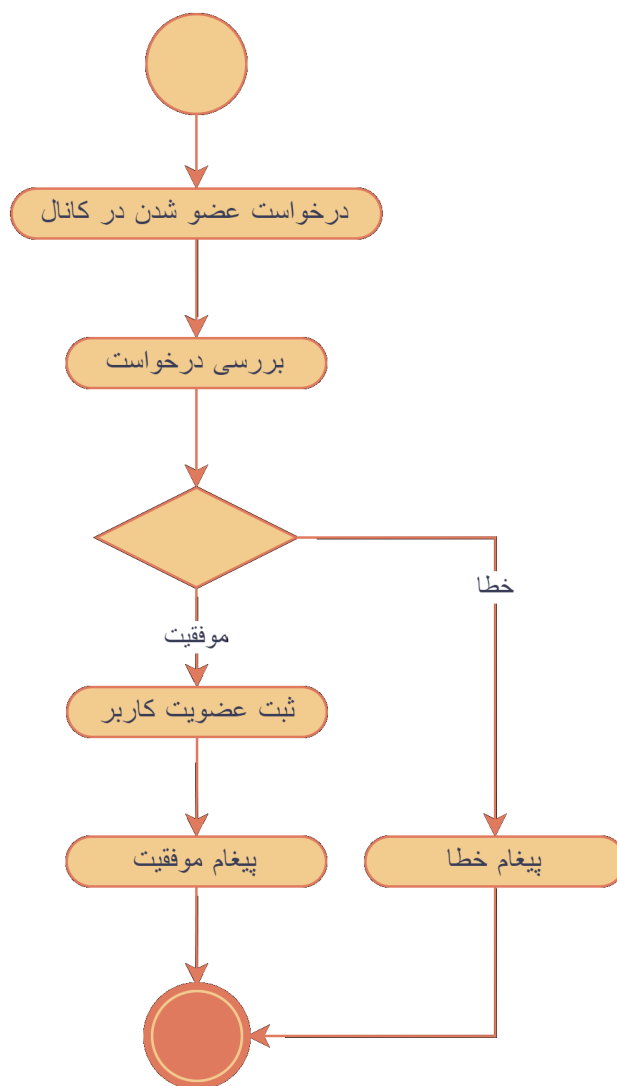 درخواست عضو شدن در کانال
بررسی درخواست
خطا
موفقیت
ثبت عضویت کاربر
پیغام موفقیت
پیغام خطا